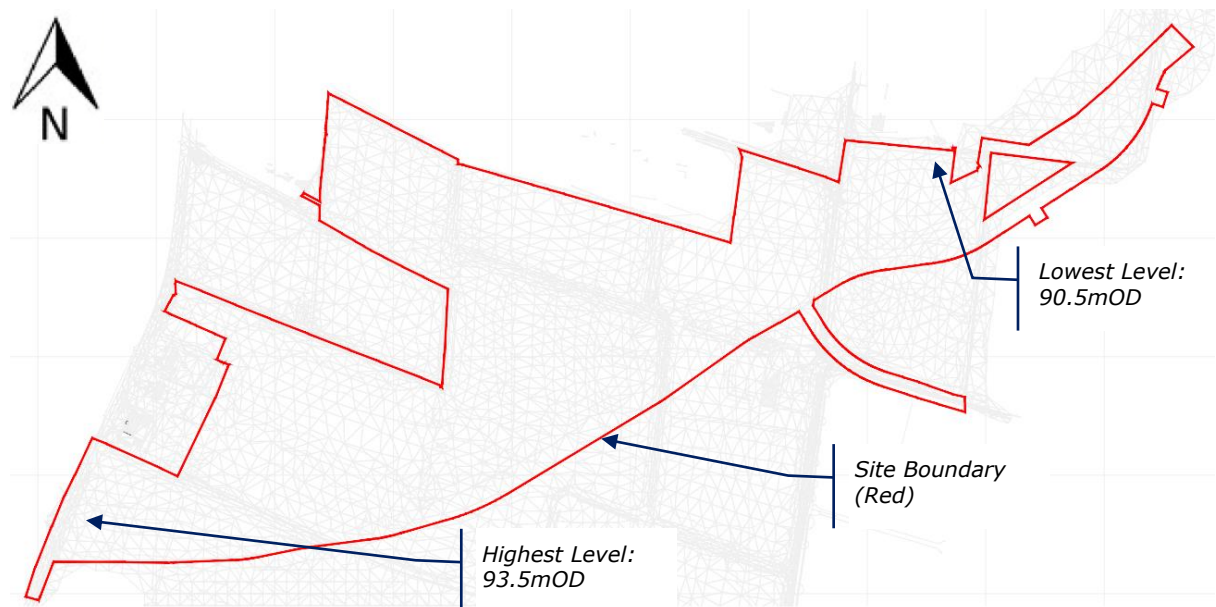 N
Lowest Level:
90.5mOD
Site Boundary
(Red)
Highest Level:
93.5mOD